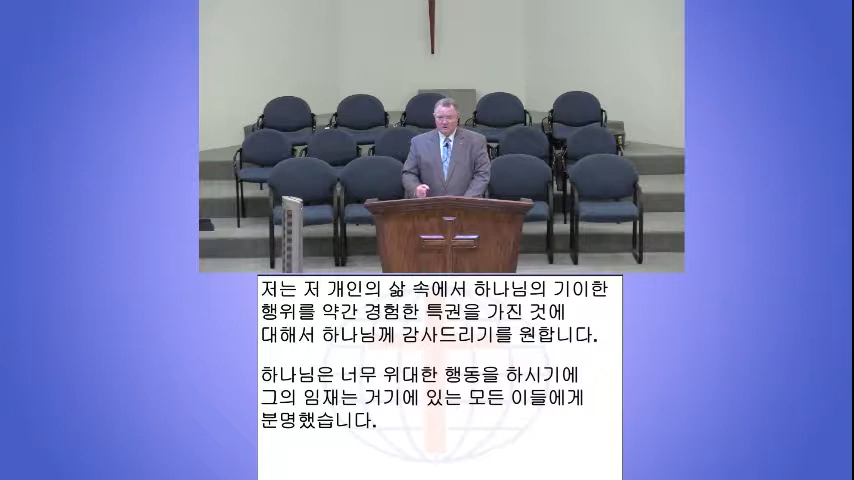 저는 저 개인의 삶 속에서 하나님의 기이한
행위를 약간 경험한 특권을 가진 것에
대해서 하나님께 감사드리기를 원합니다.
하나님은 너무 위대한 행동을 하시기에
그의 임재는 거기에 있는 모든 이들에게
분명했습니다.